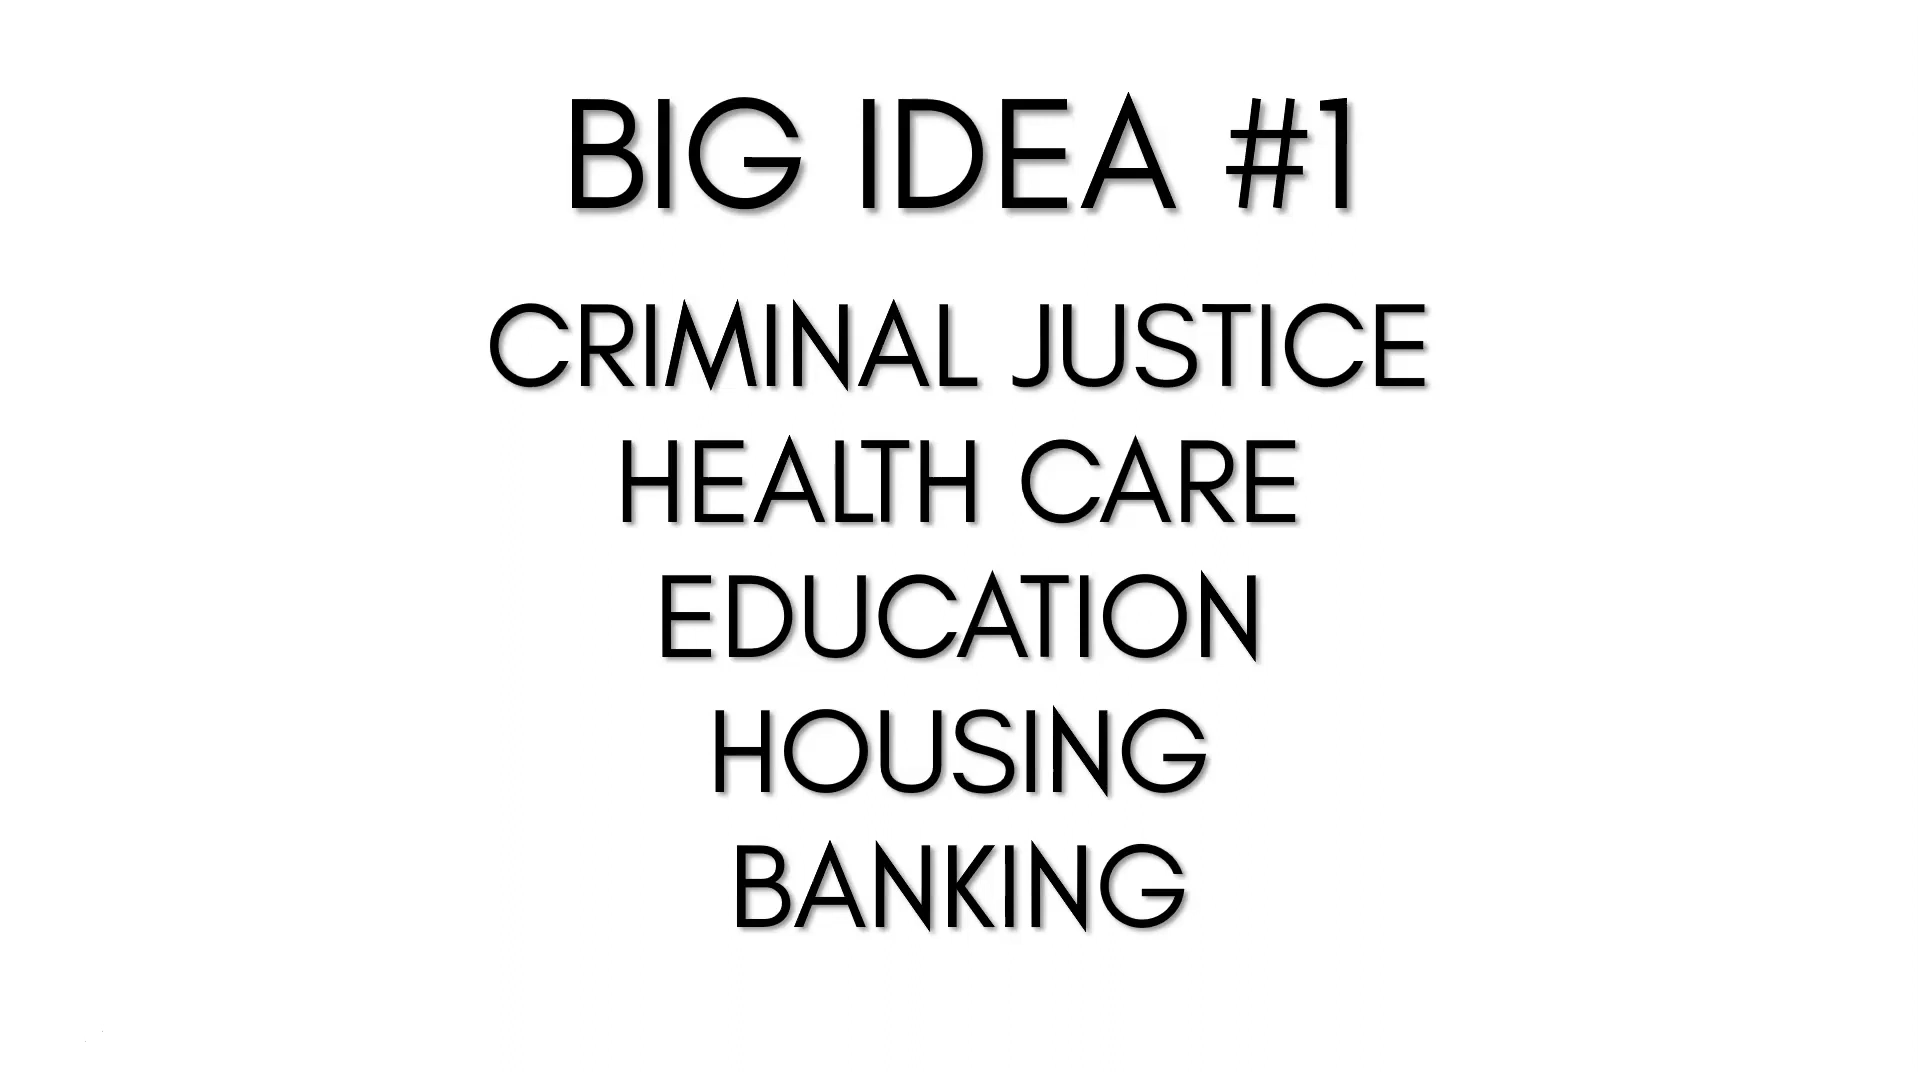 BIG IDEA #1
CRIMINAL JUSTICE
HEALTH CARE
EDUCATION
HOUSING
BANKING